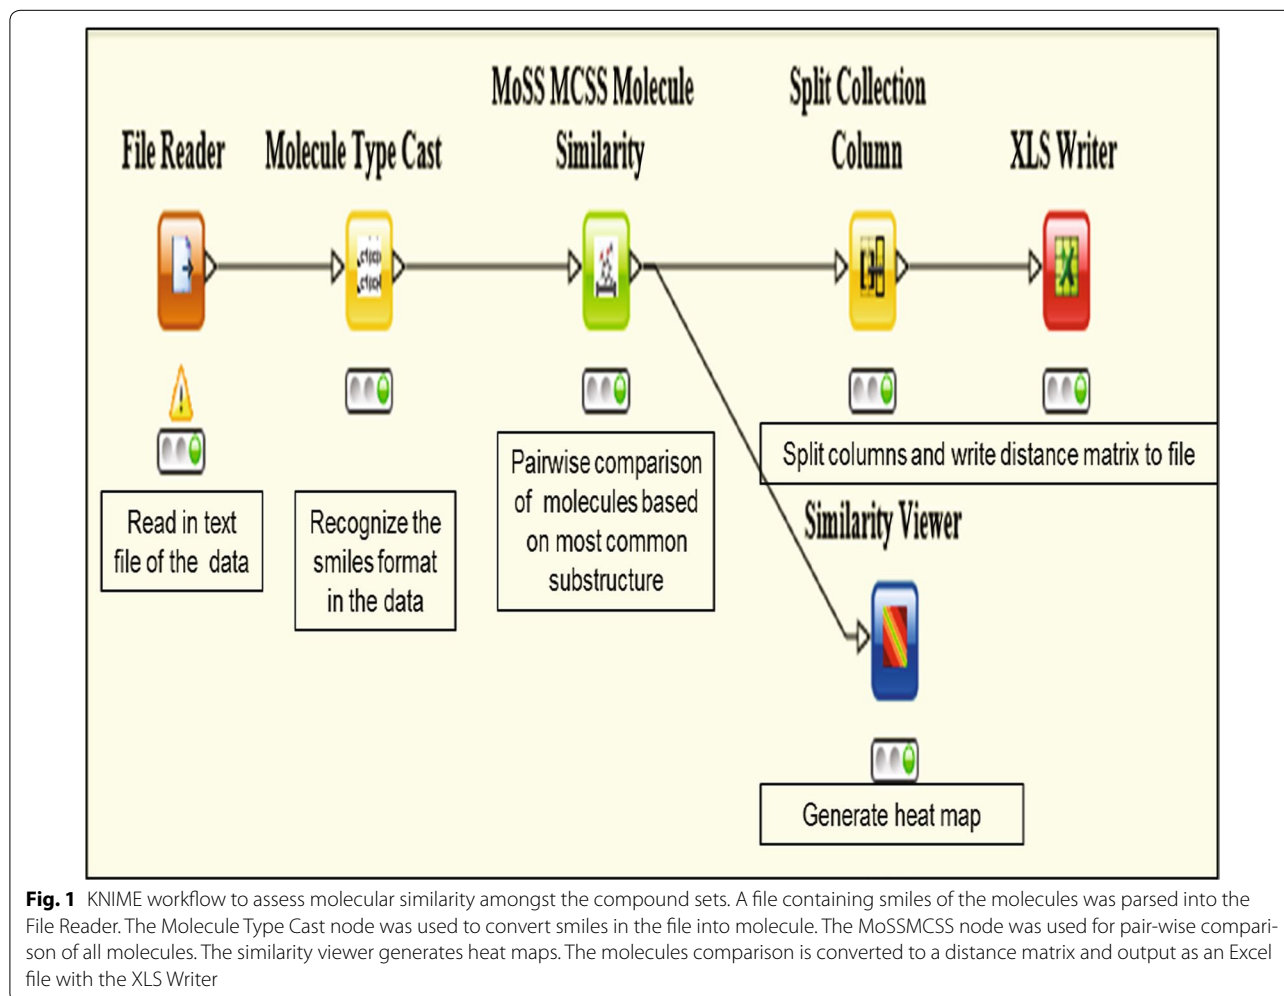 File Reader
Molecule Type Cast
MoSS MCSS Molecule
Similarity
Split Collection
Column
XLS Writer
Read in text
file of the data
Recognize the
smiles format
in the data
Pairwise comparison
of molecules based
on most common
substructure
Split columns and write distance matrix to file
Similarity Viewer
Generate heat map
Fig. 1 KNIME workflow to assess molecular similarity amongst the compound sets. A file containing smiles of the molecules was parsed into the
File Reader. The Molecule Type Cast node was used to convert smiles in the file into molecule. The MoSSMCSS node was used for pair-wise compari-
son of all molecules. The similarity viewer generates heat maps. The molecules comparison is converted to a distance matrix and output as an Excel
file with the XLS Writer